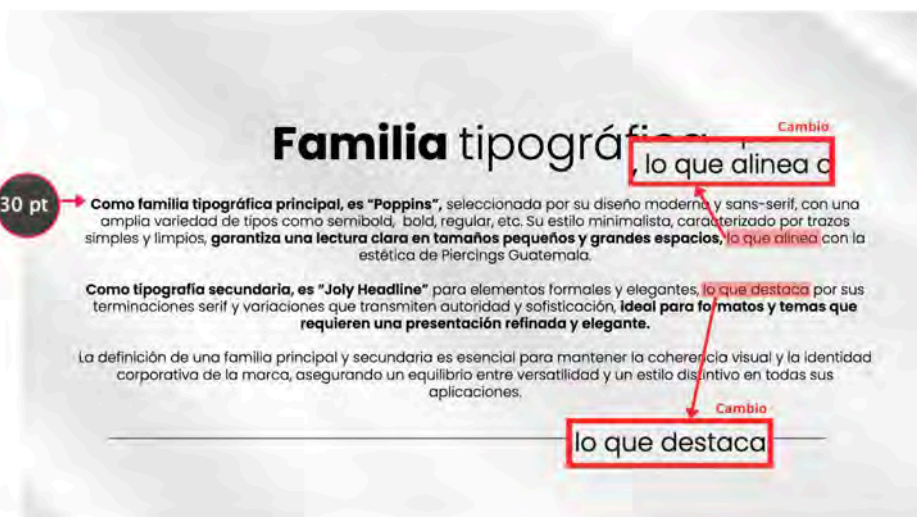 Cambio
Familia tipográfica
, lo que alinea c
30 pt
Como familia tipográfica principal, es “Poppins”, seleccionada por su diseño moderno y sans-serif, con una
amplia variedad de tipos como semibold, bold, regular, etc. Su estilo minimalista, caracterizado por trazos
simples y limpios, garantiza una lectura clara en tamaños pequeños y grandes espacios, lo que alinea con la
estética de Piercings Guatemala.
Como tipografía secundaria, es “Joly Headline” para elementos formales y elegantes, lo que destaca por sus
terminaciones serif y variaciones que transmiten autoridad y sofisticación, ideal para formatos y temas que
requieren una presentación refinada y elegante.
La definición de una familia principal y secundaria es esencial para mantener la coherencia visual y la identidad
corporativa de la marca, asegurando un equilibrio entre versatilidad y un estilo distintivo en todas sus
aplicaciones.
Cambio
lo que destaca